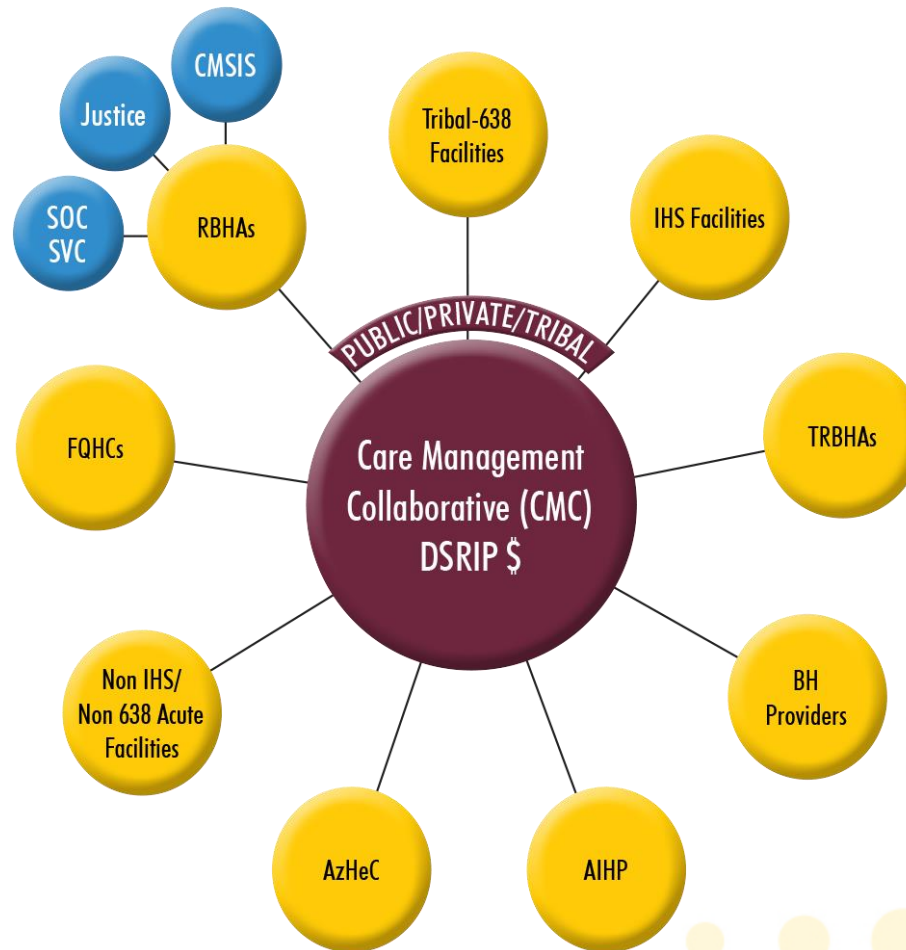 CMSIS
Justice
SOC
SVC
RBHAs
Tribal-638
Facilities
IHS Facilities
PUBLIC/PRIVATE/TRIBAL
Care Management
Collaborative (CMC)
DSRIP $
FQHCs
TRBHAs
Non IHS/
Non 638 Acute
Facilities
BH
Providers
AzHeC
AIHP